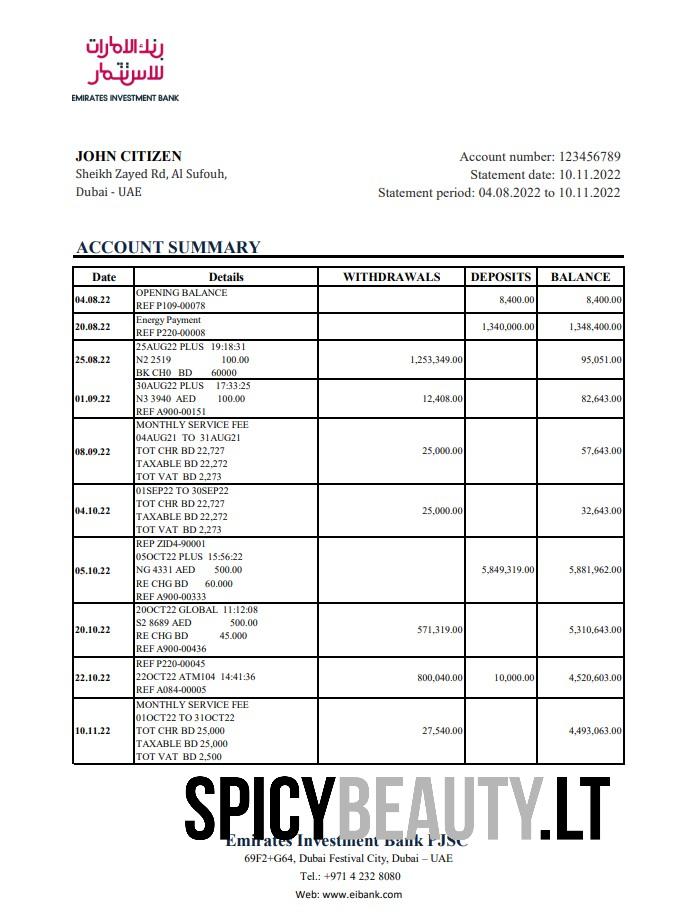 بنك الامارات
للاستثمار
EMIRATES INVESTMENT BANK
JOHN CITIZEN
Sheikh Zayed Rd, Al Sufouh,
Dubai - UAE
Account number: 123456789
Statement date: 10.11.2022
Statement period: 04.08.2022 to 10.11.2022
ACCOUNT SUMMARY
Date Details WITHDRAWALS DEPOSITS BALANCE
04.08.22 OPENING BALANCE 8,400.00 8,400.00
REF P109-00078
20.08.22 Energy Payment 1,340,000.00 1,348,400.00
REF P220-00008
25AUG22 PLUS 19:18:31
25.08.22 N2 2519 100.00 1,253,349.00 95,051.00
BK CH0 BD 60000
30AUG22 PLUS 17:33:25
01.09.22 N3 3940 AED 100.00 12,408.00 82,643.00
REF A900-00151
MONTHLY SERVICE FEE
04AUG21 TO 31AUG21
08.09.22 TOT CHR BD 22,727 25,000.00 57,643.00
TAXABLE BD 22,272
TOT VAT BD 2,273
01SEP22 TO 30SEP22
04.10.22 TOT CHR BD 22,727 25,000.00 32,643.00
TAXABLE BD 22,272
TOT VAT BD 2,273
REP ZID4-90001
05OCT22 PLUS 15:56:22
05.10.22 NG 4331 AED 500.00 5,849,319.00 5,881,962.00
RE CHG BD 60.000
REF A900-00333
20OCT22 GLOBAL 11:12:08
20.10.22 S2 8689 AED 500.00 571,319.00 5,310,643.00
RE CHG BD 45.000
REF A900-00436
REF P220-00045
22.10.22 22OCT22 ATM104 14:41:36 800,040.00 10,000.00 4,520,603.00
REF A084-00005
MONTHLY SERVICE FEE
01OCT22 TO 31OCT22
10.11.22 TOT CHR BD 25,000 27,540.00 4,493,063.00
TAXABLE BD 25,000
TOT VAT BD 2,500
SPICYBEAUTY.LT
Emirates Investment Bank PJSC
69F2+G64, Dubai Festival City, Dubai – UAE
Tel.: +971 4 232 8080
Web: www.eibank.com